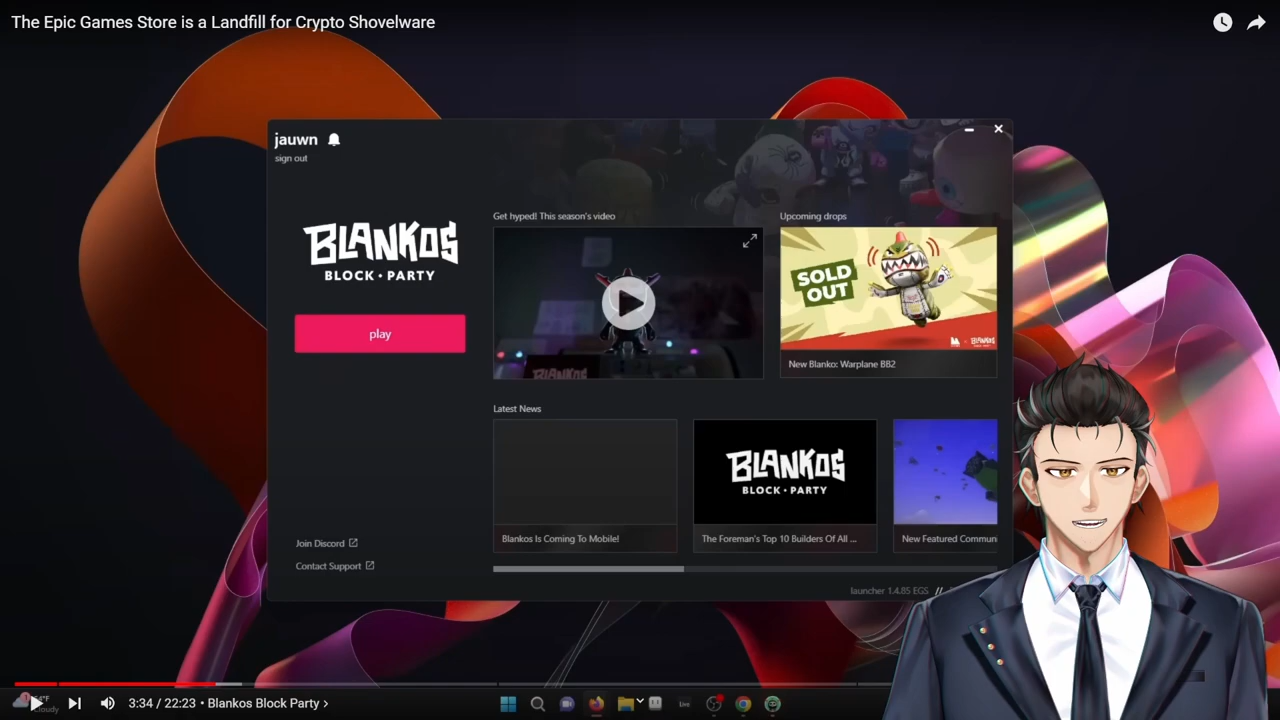 The Epic Games Store is a Landfill for Crypto Shovelware
jauwn
sign out
BLANKOS
BLOCK • PARTY
play
Get hyped! This season's video
Upcoming drops
SOLD
OUT
BLANKOS
New Blanko: Warplane BB2
Latest News
BLANKOS
BLOCK • PARTY
Blankos Is Coming To Mobile!
The Foreman's Top 10 Builders Of All ...
New Featured Commun
Join Discord
Contact Support
launcher 1.4.85 EGS //
Cloudy
3:34 / 22:23 • Blankos Block Party ›